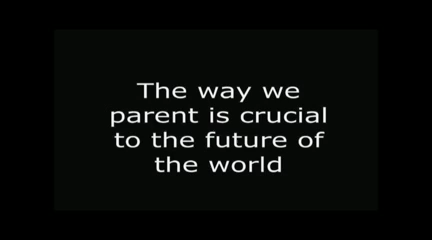 The way we
parent is crucial
to the future of
the world